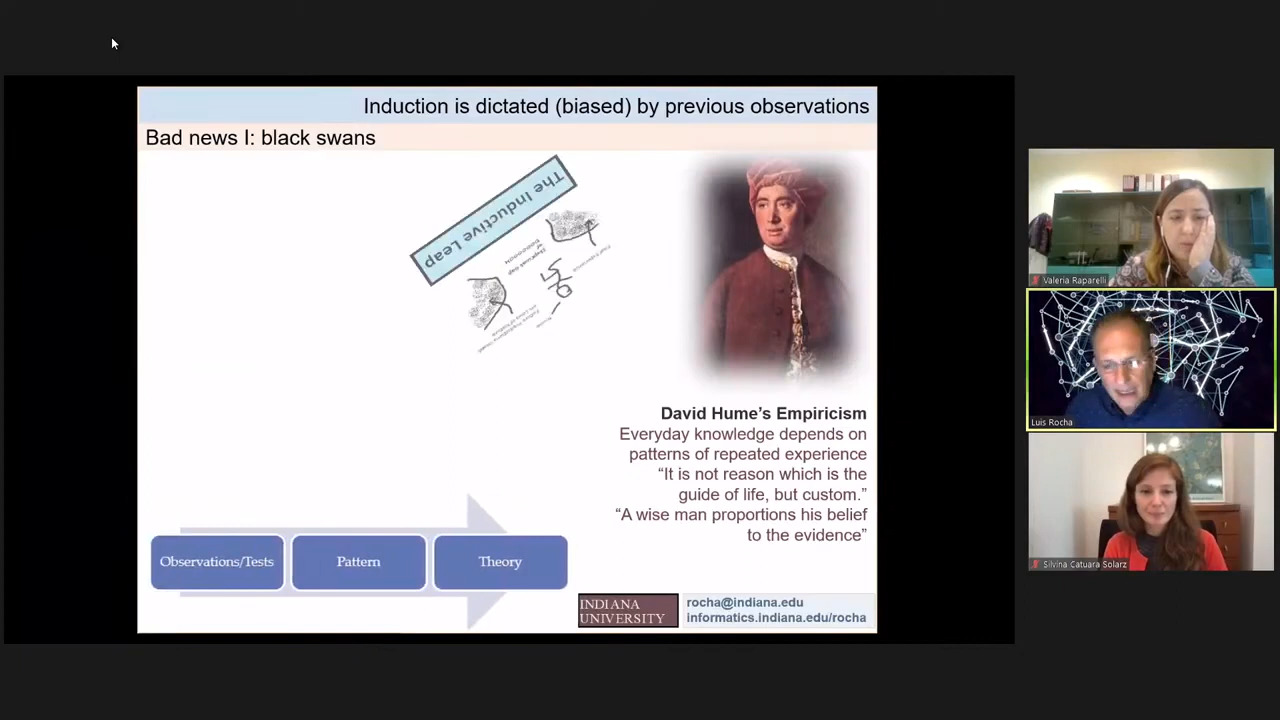 Induction is dictated (biased) by previous observations
Bad news I: black swans
The Inductive Leap
David Hume’s Empiricism
Everyday knowledge depends on
patterns of repeated experience
“It is not reason which is the
guide of life, but custom.”
“A wise man proportions his belief
to the evidence”
Observations/Tests
Pattern
Theory
INDIANA
UNIVERSITY
rocha@indiana.edu
informatics.indiana.edu/rocha
Valeria Raparelli
Luis Rocha
Silvina Catuara Solarz